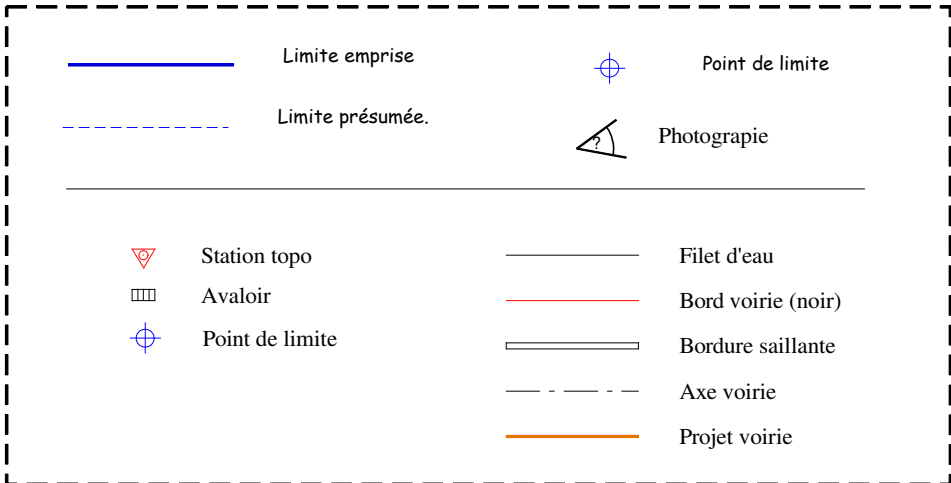 Limite emprise
Point de limite
Limite présumée.
?
Photograpie
Station topo
Avaloir
Point de limite
Filet d'eau
Bord voirie (noir)
Bordure saillante
Axe voirie
Projet voirie